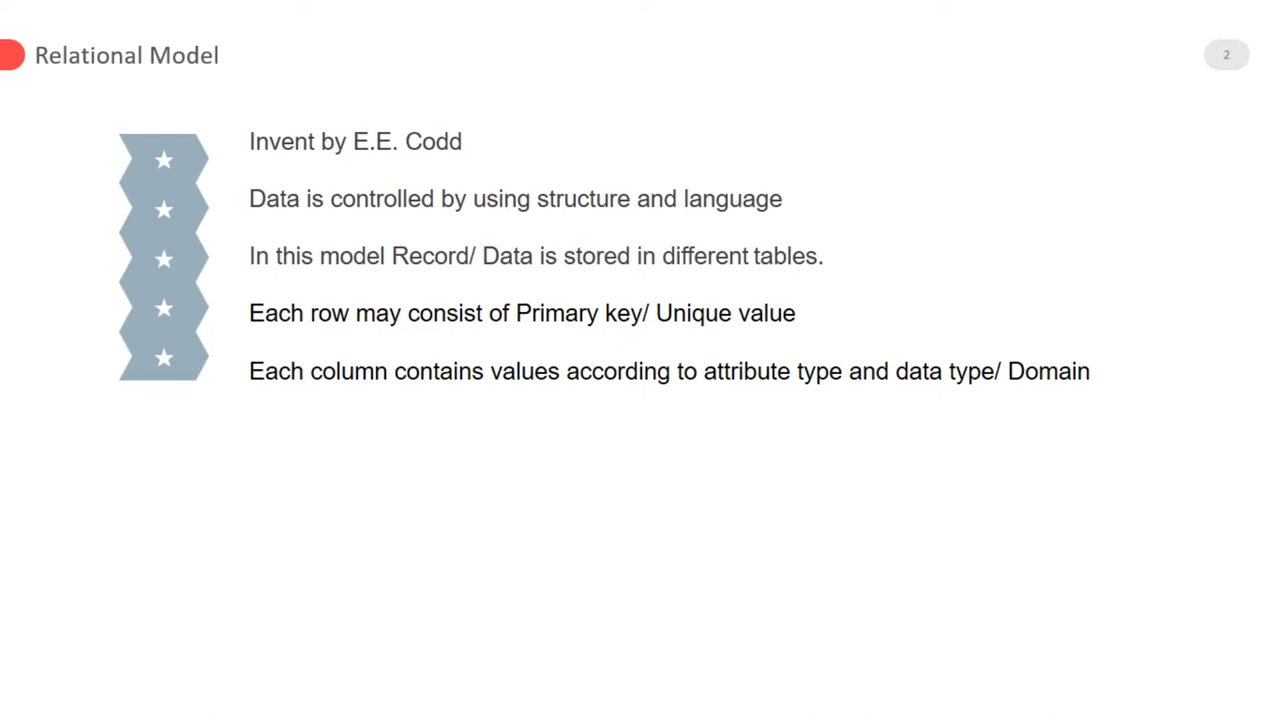 Relational Model
2
Invent by E.E. Codd
Data is controlled by using structure and language
In this model Record/ Data is stored in different tables.
Each row may consist of Primary key/ Unique value
Each column contains values according to attribute type and data type/ Domain